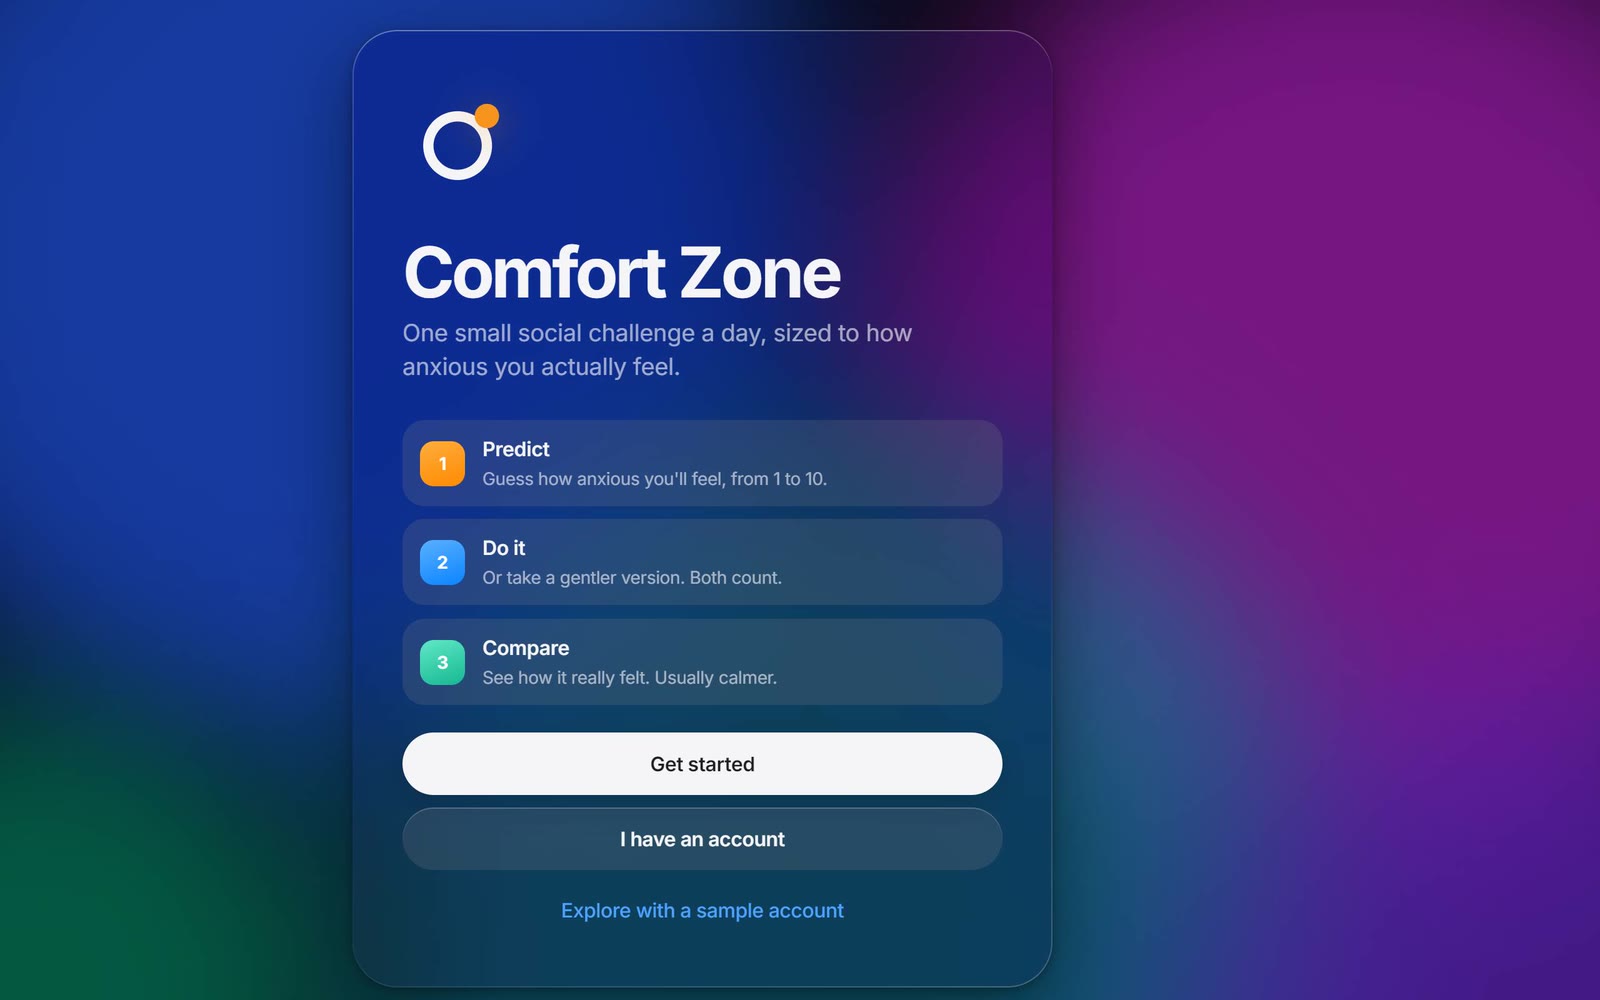 Comfort Zone
One small social challenge a day, sized to how
anxious you actually feel.
1
Predict
Guess how anxious you'll feel, from 1 to 10.
2
Do it
Or take a gentler version. Both count.
3
Compare
See how it really felt. Usually calmer.
Get started
I have an account
Explore with a sample account